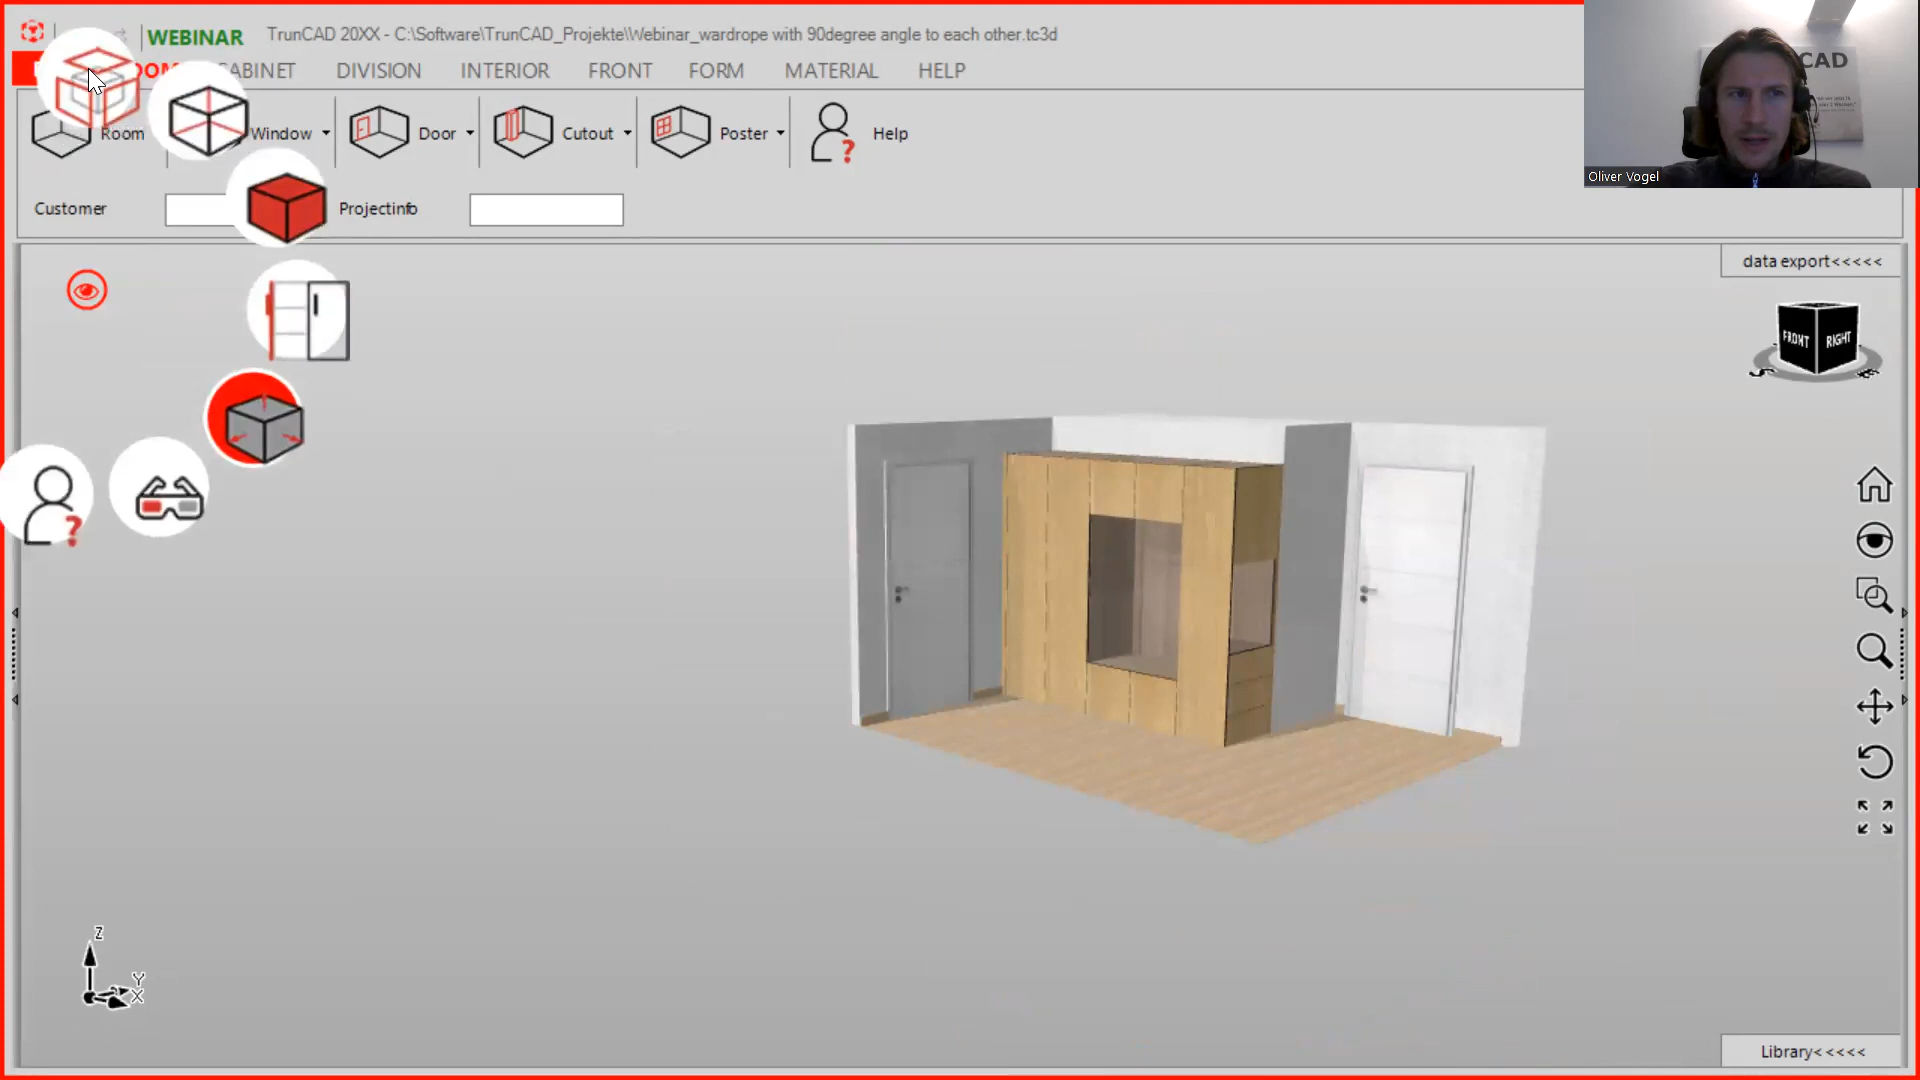 WEBINAR TrunCAD 20XX - C:\Software\TrunCAD_Projekte\Webinar_wardrope with 90degree angle to each other.tc3d
CAD
DIVISION INTERIOR FRONT FORM MATERIAL HELP
Room Window Door Cutout Poster Help
?
Oliver Vogel
Customer Projectinfo
data export<<<<<
FRONT RIGHT
?
Z
Y
X
Library<<<<<